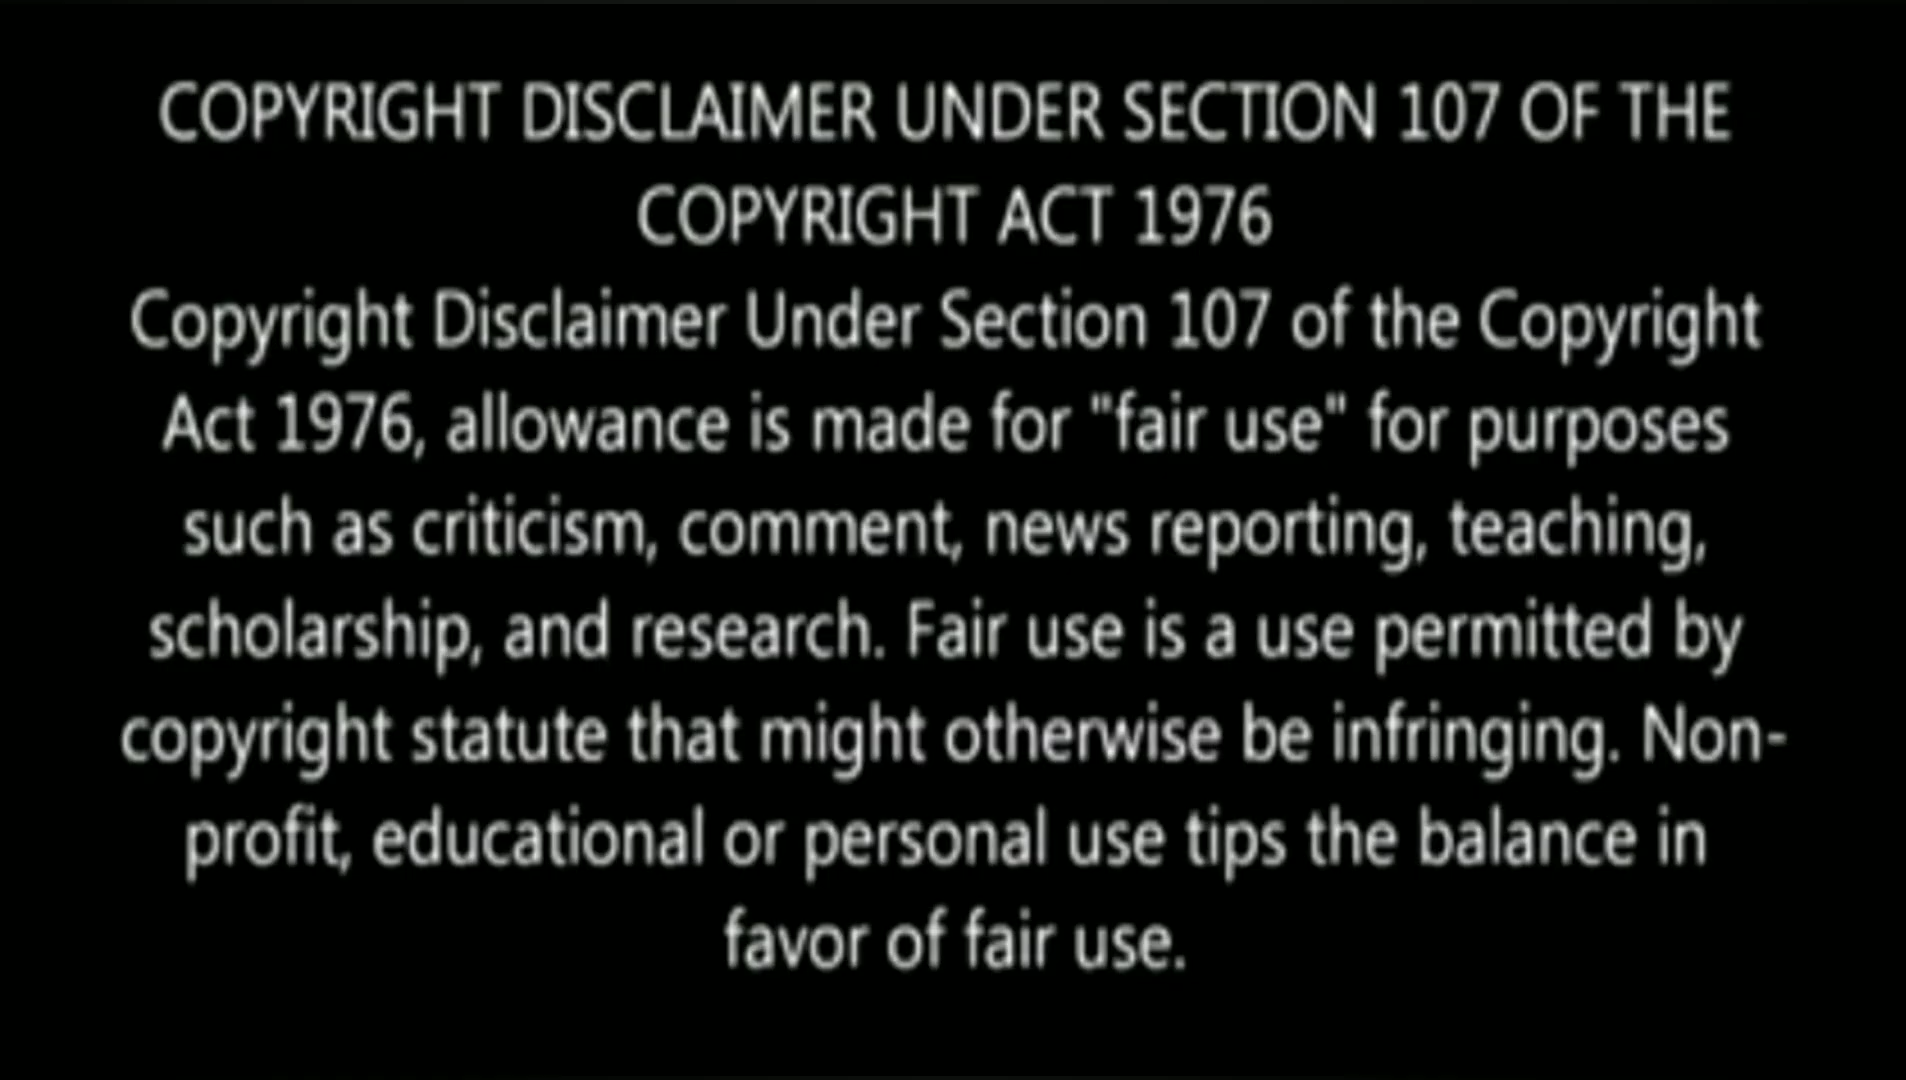 COPYRIGHT DISCLAIMER UNDER SECTION 107 OF THE
COPYRIGHT ACT 1976
Copyright Disclaimer Under Section 107 of the Copyright
Act 1976, allowance is made for "fair use" for purposes
such as criticism, comment, news reporting, teaching,
scholarship, and research. Fair use is a use permitted by
copyright statute that might otherwise be infringing. Non-
profit, educational or personal use tips the balance in
favor of fair use.